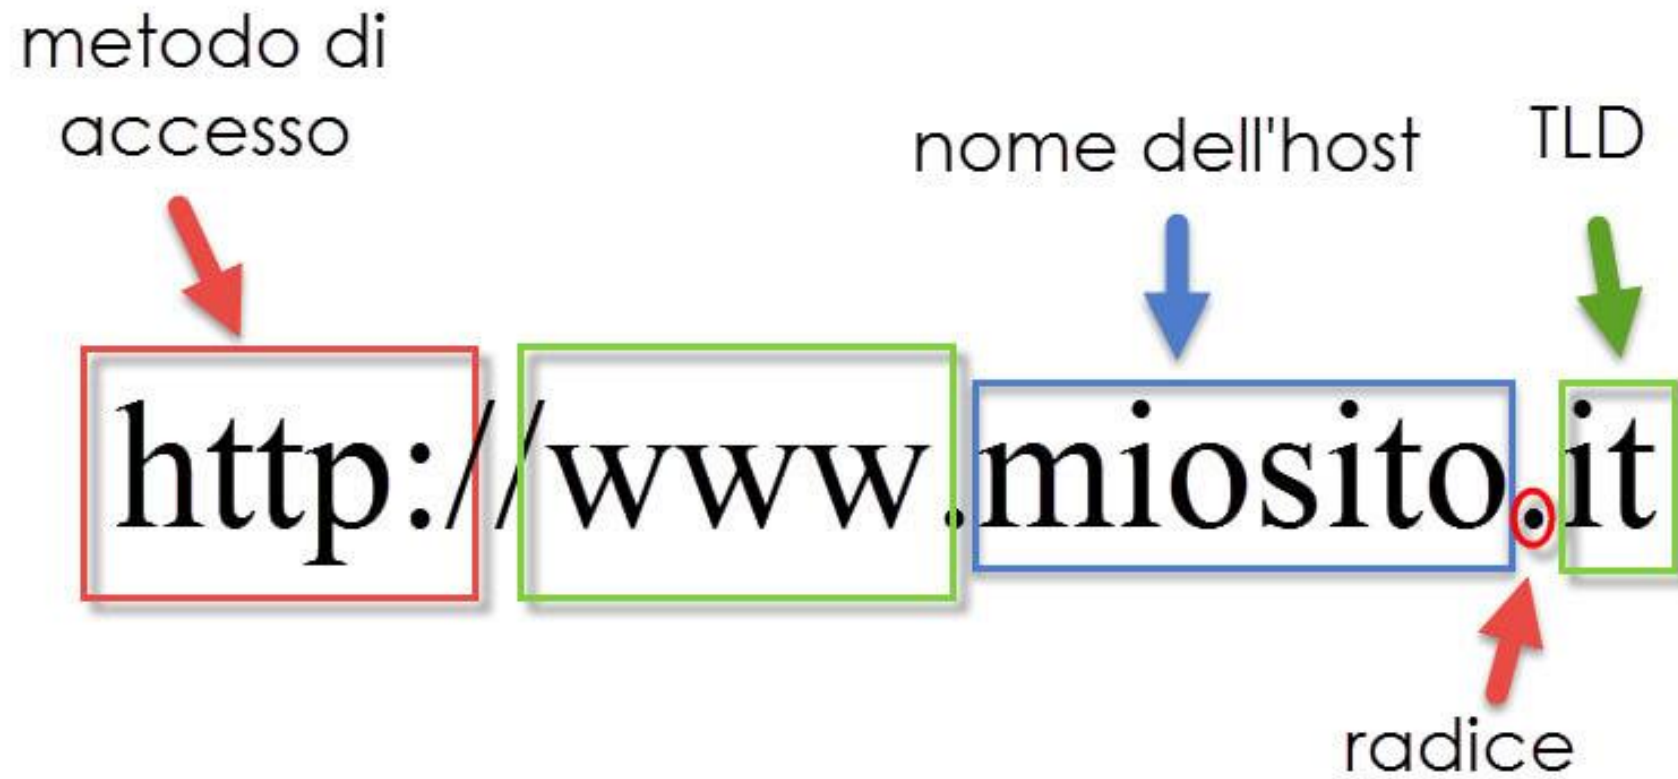 metodo di
accesso
nome dell'host
TLD
http://www.miosito.it
radice